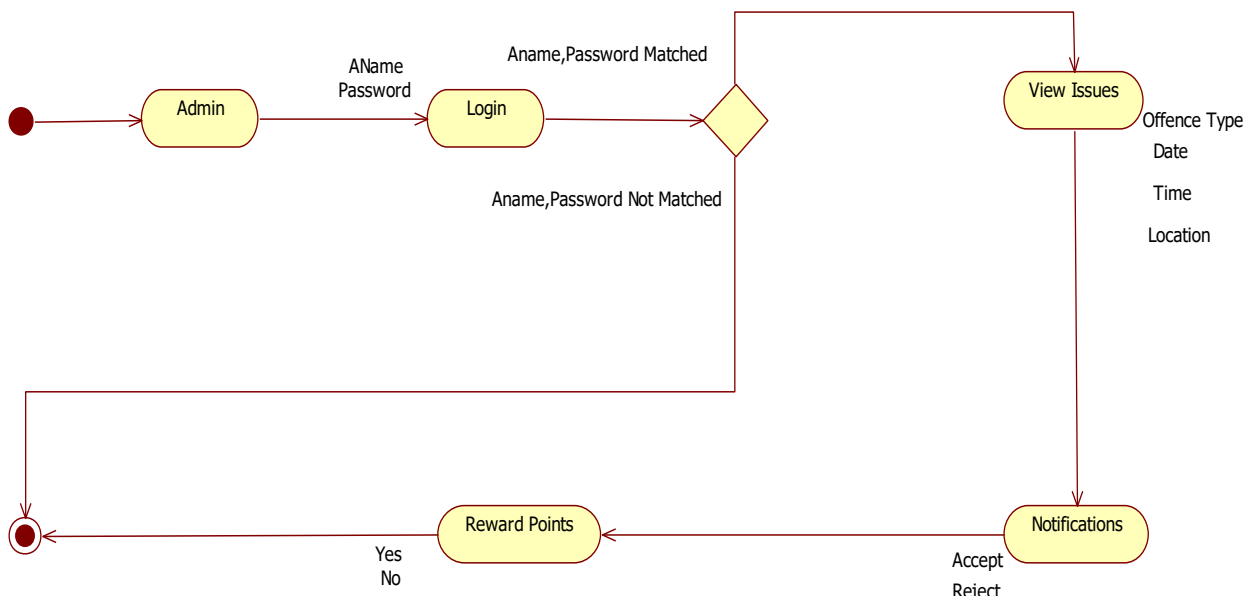 Aname,Password Matched
AName
Password
Admin
Login
View Issues
Offence Type
Date
Time
Location
Aname,Password Not Matched
Reward Points
Notifications
Yes
No
Accept
Reject